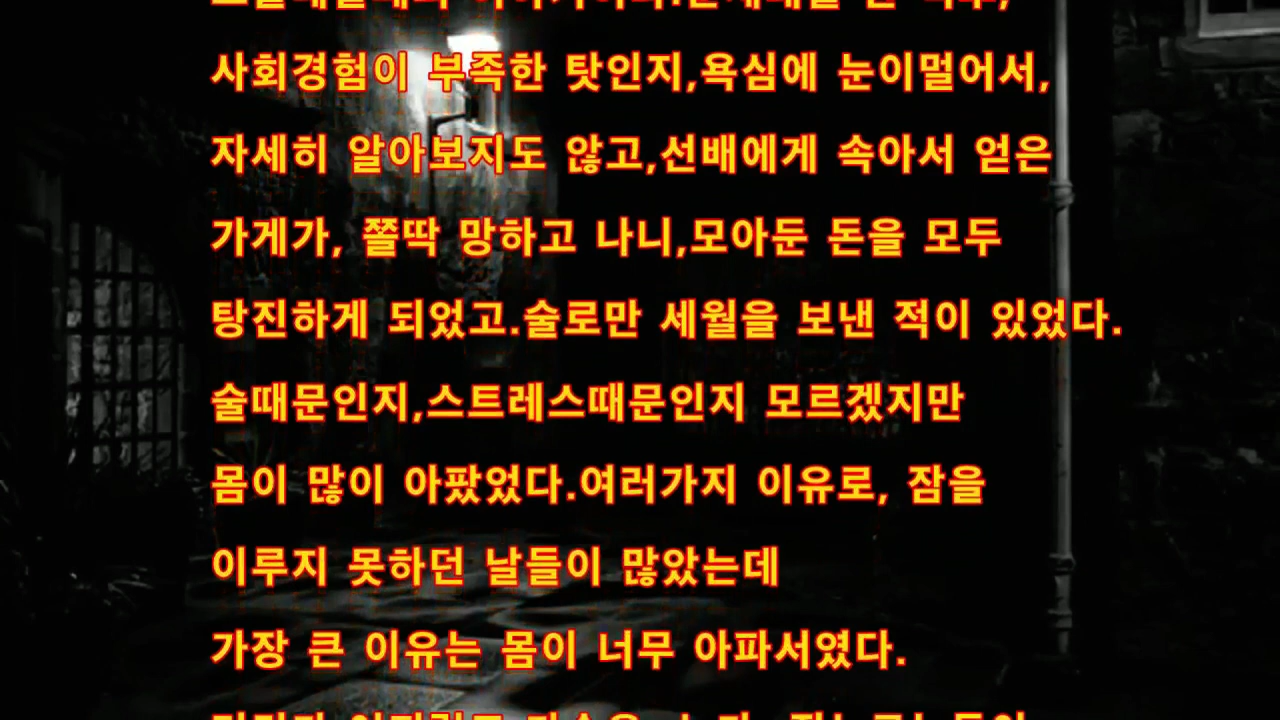 사회경험이 부족한 탓인지,욕심에 눈이멀어서,
자세히 알아보지도 않고,선배에게 속아서 얻은
가게가, 쫄딱 망하고 나니,모아둔 돈을 모두
탕진하게 되었고.술로만 세월을 보낸 적이 있었다.
술때문인지,스트레스때문인지 모르겠지만
몸이 많이 아팠었다.여러가지 이유로, 잠을
이루지 못하던 날들이 많았는데
가장 큰 이유는 몸이 너무 아파서였다.